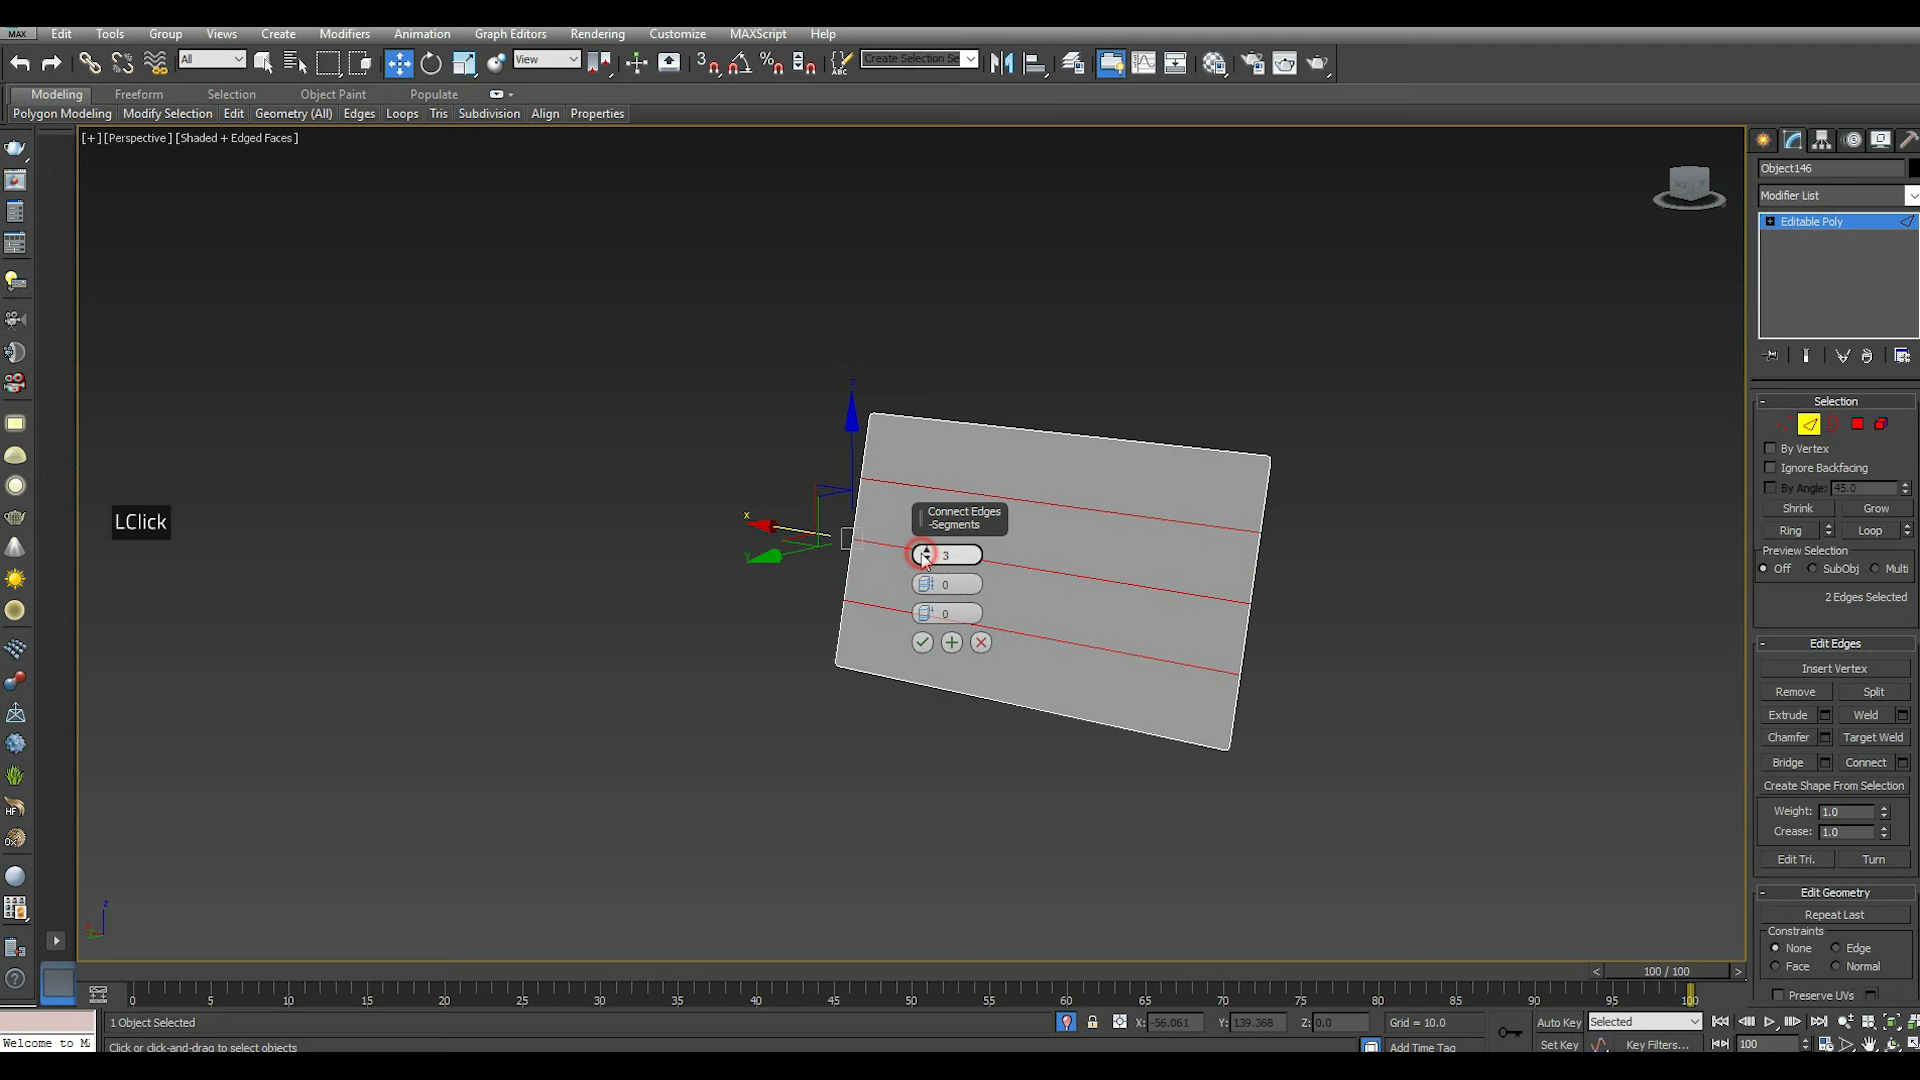 MAX Edit Tools Group Views Create Modifiers Animation Graph Editors Rendering Customize MAXScript Help
All View Create Selection Se
Modeling Freeform Selection Object Paint Populate
Polygon Modeling Modify Selection Edit Geometry (All) Edges Loops Tris Subdivision Align Properties
[+] [Perspective ] [Shaded + Edged Faces ]
Object146
Modifier List
Editable Poly
z
x
y
LClick
Connect Edges
-Segments
3
0
0
Selection
By Vertex
Ignore Backfacing
By Angle: 45.0
Shrink Grow
Ring Loop
Preview Selection
Off SubObj Multi
2 Edges Selected
Edit Edges
Insert Vertex
Remove Split
Extrude Weld
Chamfer Target Weld
Bridge Connect
Create Shape From Selection
Weight: 1.0
Crease: 1.0
Edit Tri. Turn
Edit Geometry
Repeat Last
Constraints
None Edge
Face Normal
Preserve UVs
z
< 100 / 100 >
0 5 10 15 20 25 30 35 40 45 50 55 60 65 70 75 80 85 90 95 100
1 Object Selected X: -56.061 Y: 139.368 Z: 0.0 Grid = 10.0 Auto Key Selected
Welcome to Click or click-and-drag to select objects Add Time Tag Set Key Key Filters... 100